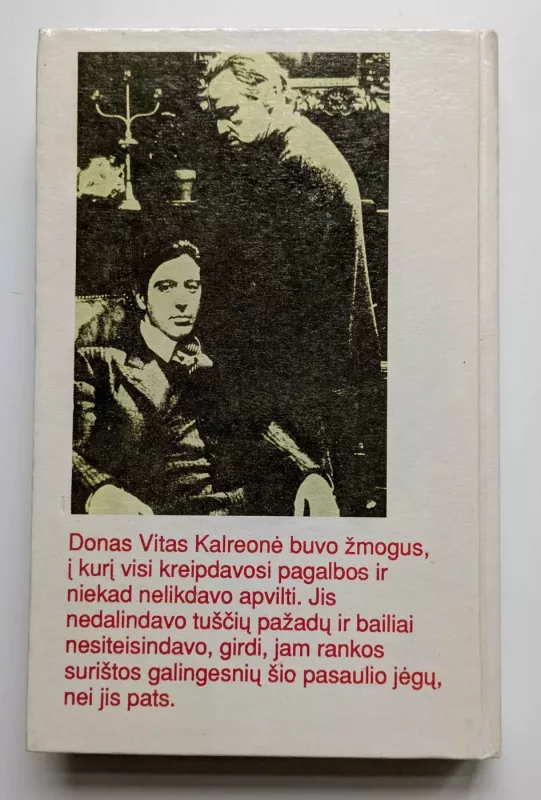 Donas Vitas Kalreonė buvo žmogus,
į kurį visi kreipdavosi pagalbos ir
niekad nelikdavo apvilti. Jis
nedalindavo tuščių pažadų ir bailiai
nesiteisindavo, girdi, jam rankos
surištos galingesnių šio pasaulio jėgų,
nei jis pats.